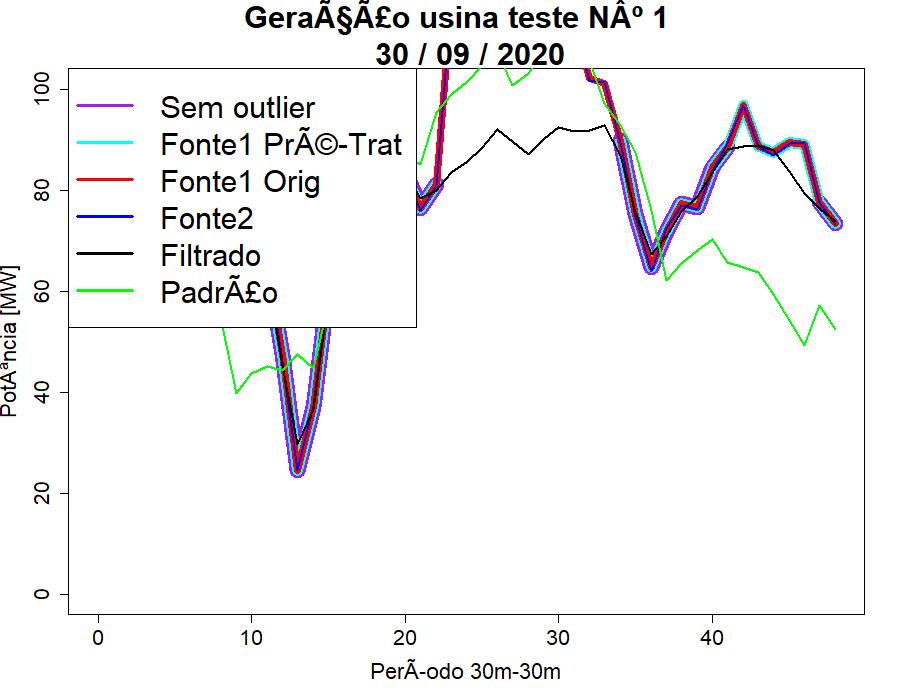 GeraÃ§Ã£o usina teste NÂº 1
30 / 09 / 2020
Sem outlier
Fonte1 PrÃ©-Trat
Fonte1 Orig
Fonte2
Filtrado
PadrÃ£o
PotÃªncia [MW]
100
80
60
40
20
0
0 10 20 30 40
PerÃ­-odo 30m-30m